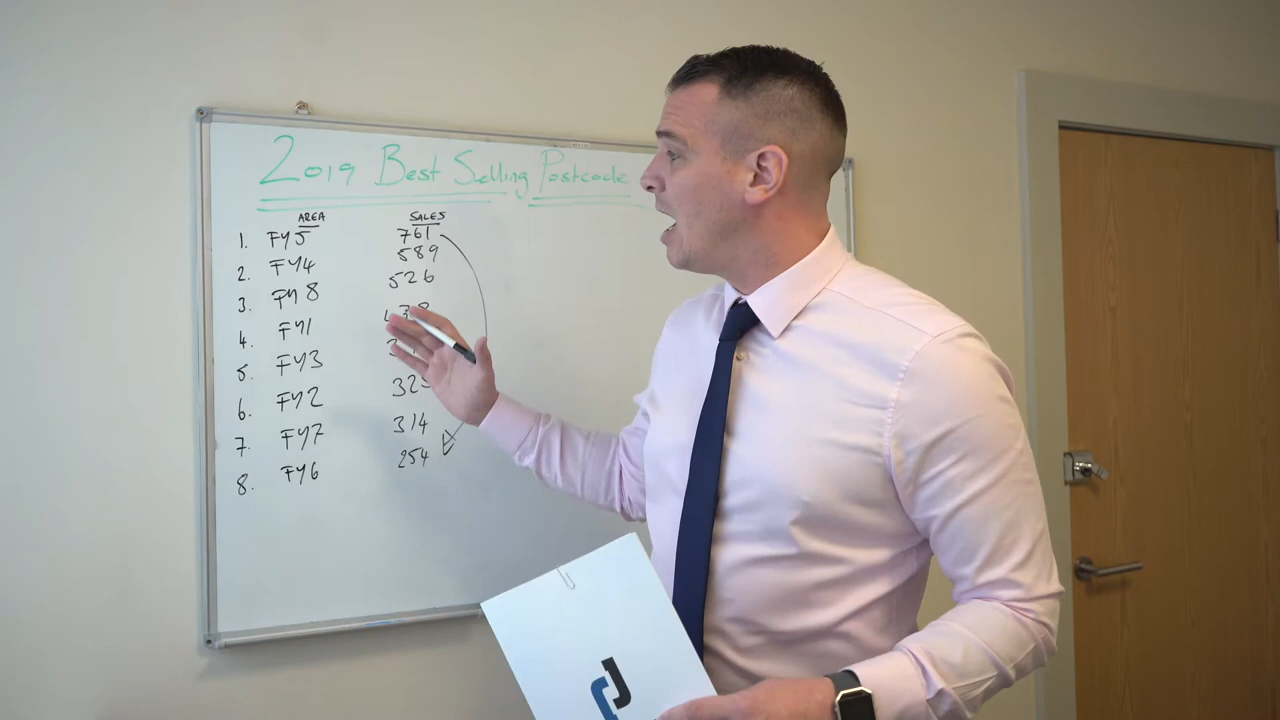 2019 Best Selling Postcode
AREA SALES
1. FY5 761
2. FY4 589
3. FY8 526
4. FY1
5. FY3
6. FY2 325
7. FY7 314
8. FY6 254